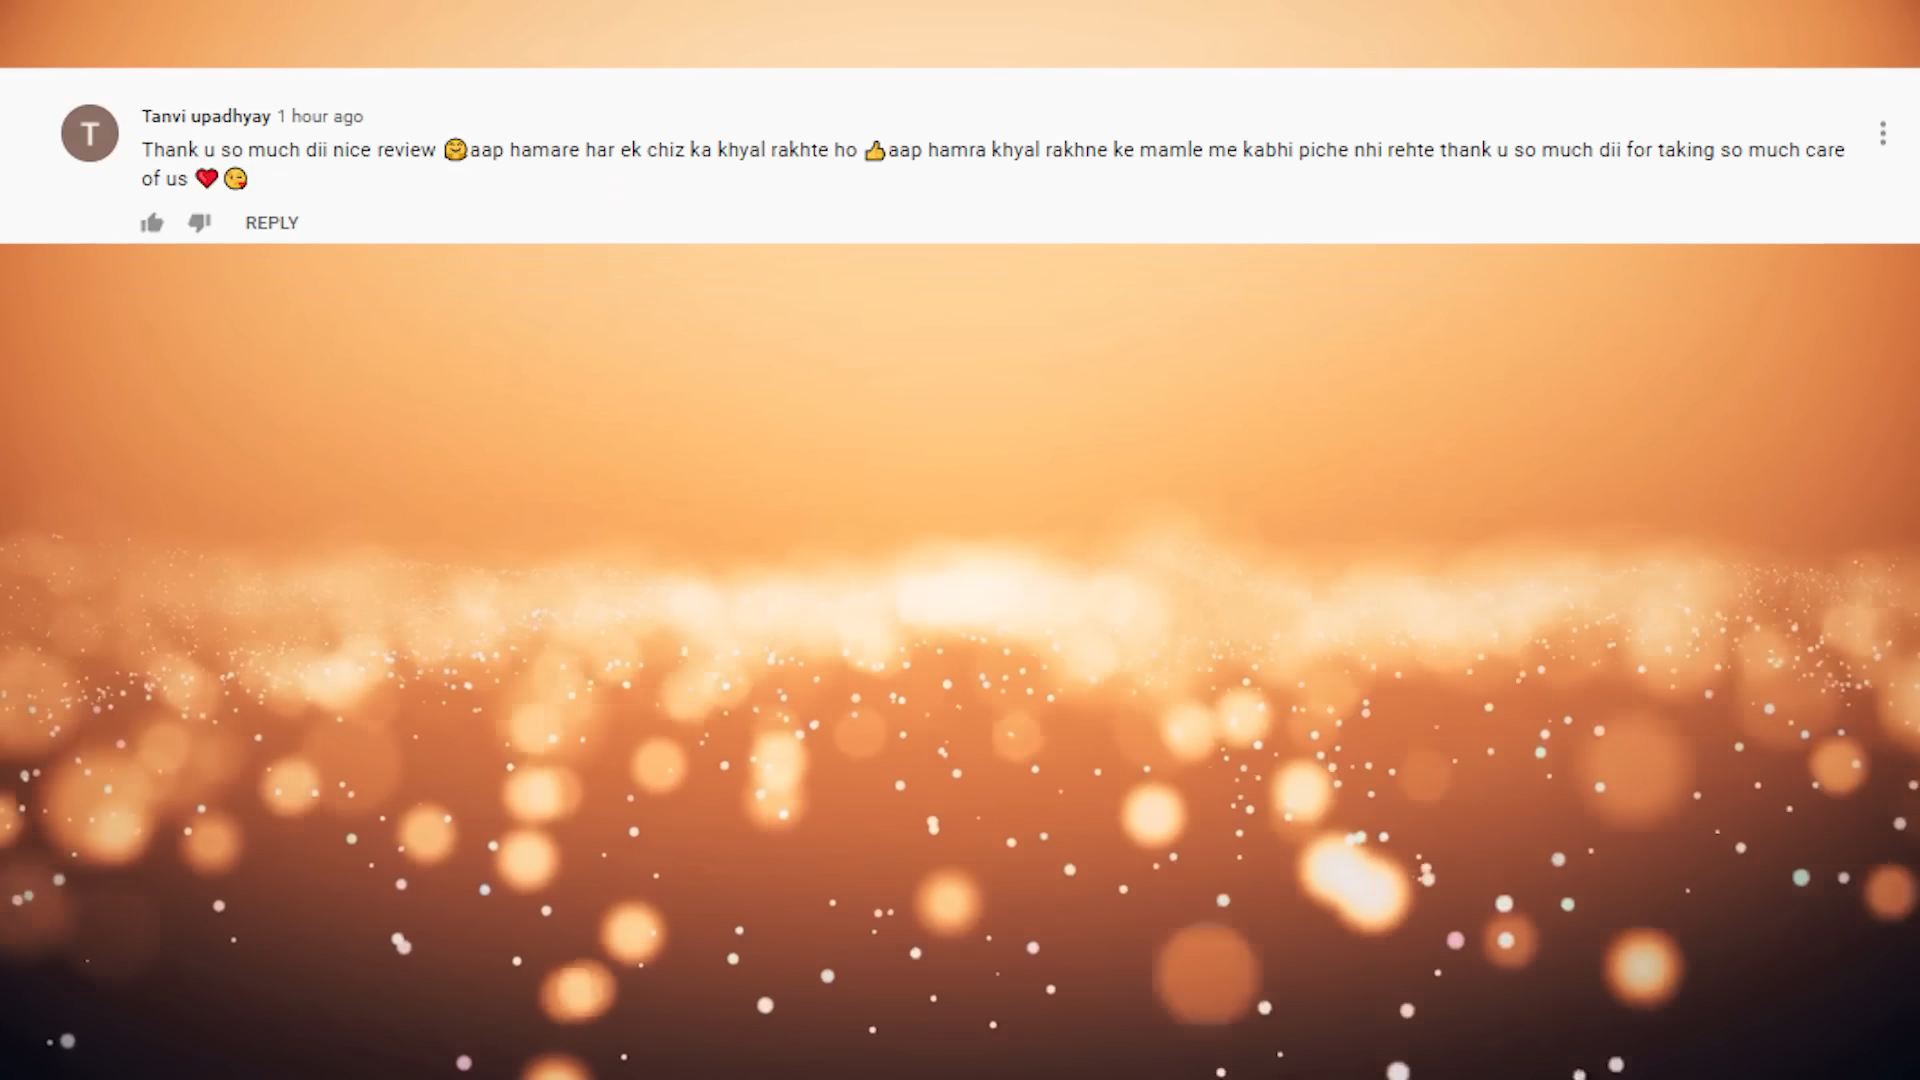 T
Tanvi upadhyay 1 hour ago
Thank u so much dii nice review 🤗aap hamare har ek chiz ka khyal rakhte ho 👍aap hamra khyal rakhne ke mamle me kabhi piche nhi rehte thank u so much dii for taking so much care
of us ❤️😘
REPLY